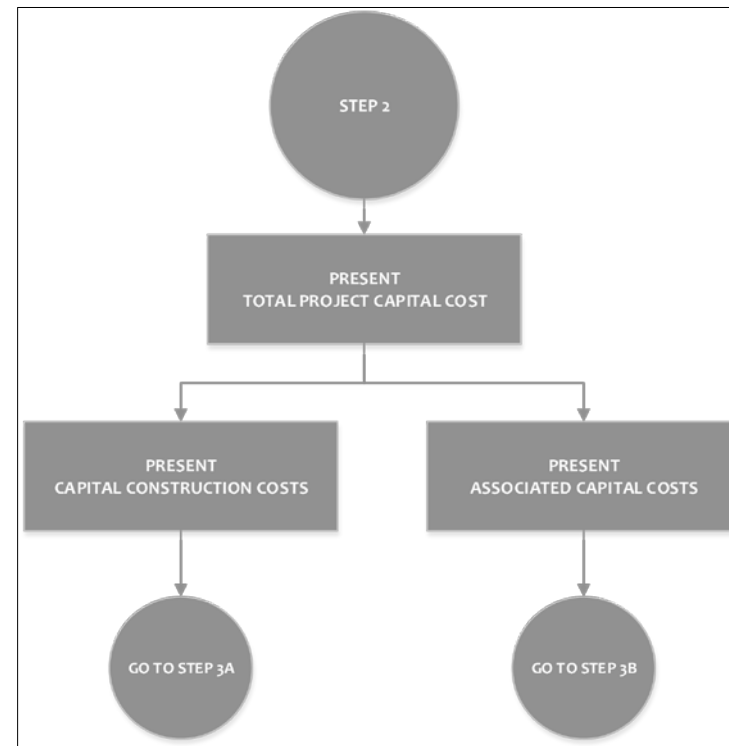 STEP 2
PRESENT
TOTAL PROJECT CAPITAL COST
PRESENT
CAPITAL CONSTRUCTION COSTS
PRESENT
ASSOCIATED CAPITAL COSTS
GO TO STEP 3A
GO TO STEP 3B